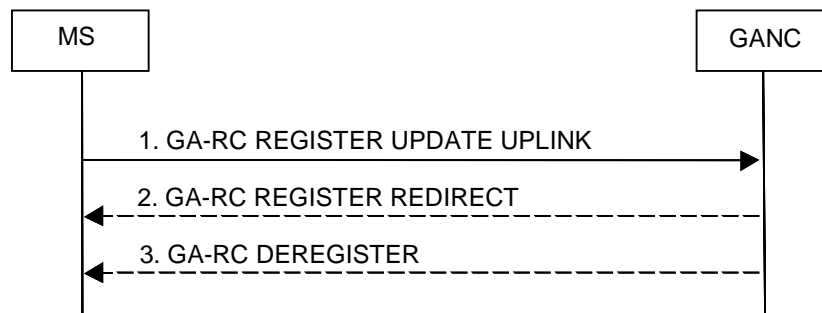 MS
GANC
1. GA-RC REGISTER UPDATE UPLINK
2. GA-RC REGISTER REDIRECT
3. GA-RC DEREGISTER